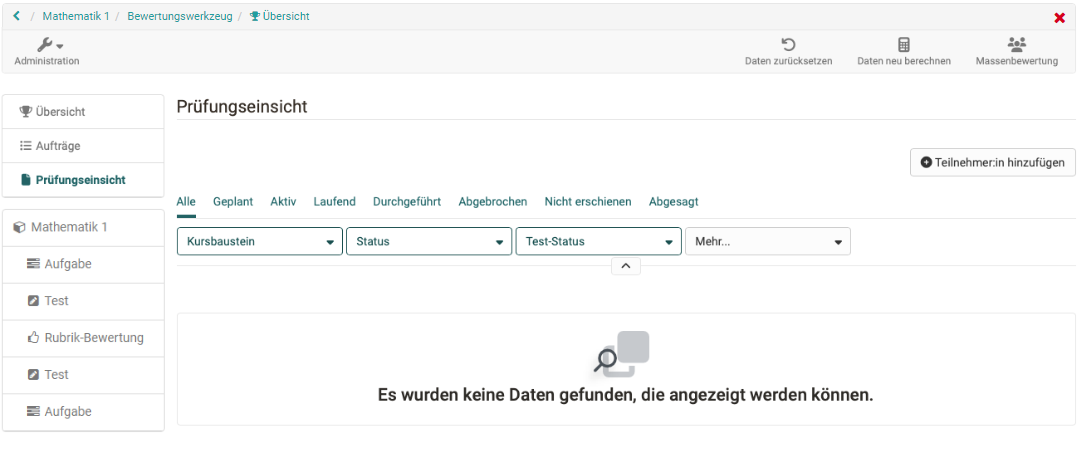 / Mathematik 1 / Bewertungswerkzeug / Übersicht
Administration
Daten zurücksetzen
Daten neu berechnen
Massenbewertung
Übersicht
Aufträge
Prüfungseinsicht
Mathematik 1
Aufgabe
Test
Rubrik-Bewertung
Test
Aufgabe
Prüfungseinsicht
Teilnehmer:in hinzufügen
Alle Geplant Aktiv Laufend Durchgeführt Abgebrochen Nicht erschienen Abgesagt
Kursbaustein Status Test-Status Mehr...
Es wurden keine Daten gefunden, die angezeigt werden können.